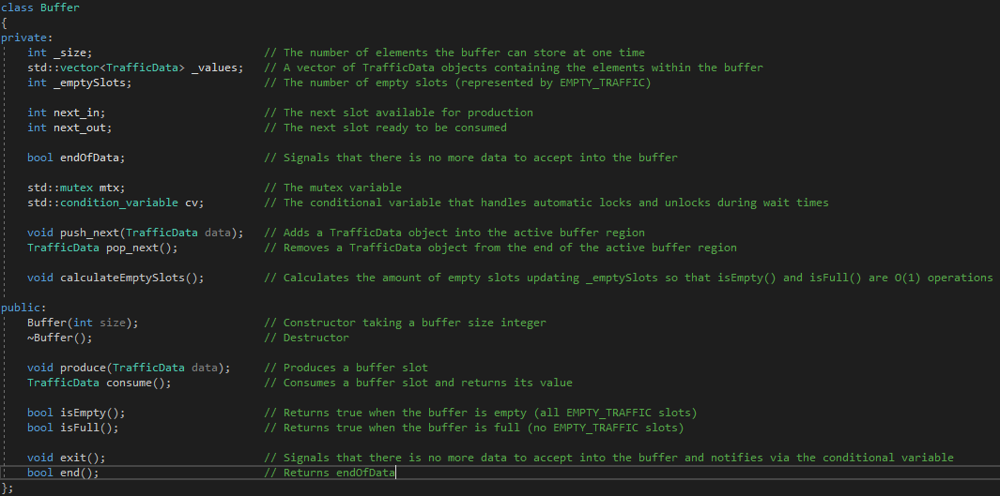 class Buffer
{
private:
int _size; // The number of elements the buffer can store at one time
std::vector<TrafficData> _values; // A vector of TrafficData objects containing the elements within the buffer
int _emptySlots; // The number of empty slots (represented by EMPTY_TRAFFIC)
int next_in; // The next slot available for production
int next_out; // The next slot ready to be consumed
bool endOfData; // Signals that there is no more data to accept into the buffer
std::mutex mtx; // The mutex variable
std::condition_variable cv; // The conditional variable that handles automatic locks and unlocks during wait times
void push_next(TrafficData data); // Adds a TrafficData object into the active buffer region
TrafficData pop_next(); // Removes a TrafficData object from the end of the active buffer region
void calculateEmptySlots(); // Calculates the amount of empty slots updating _emptySlots so that isEmpty() and isFull() are O(1) operations
public:
Buffer(int size); // Constructor taking a buffer size integer
~Buffer(); // Destructor
void produce(TrafficData data); // Produces a buffer slot
TrafficData consume(); // Consumes a buffer slot and returns its value
bool isEmpty(); // Returns true when the buffer is empty (all EMPTY_TRAFFIC slots)
bool isFull(); // Returns true when the buffer is full (no EMPTY_TRAFFIC slots)
void exit(); // Signals that there is no more data to accept into the buffer and notifies via the conditional variable
bool end(); // Returns endOfData
};